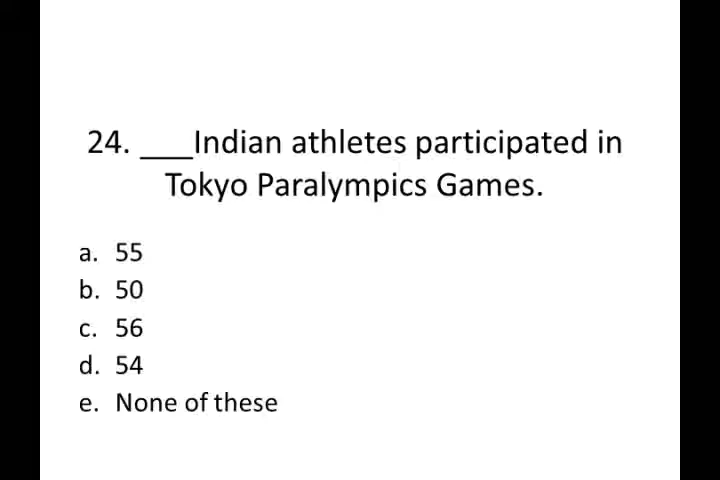 24. ___Indian athletes participated in
Tokyo Paralympics Games.
a. 55
b. 50
c. 56
d. 54
e. None of these